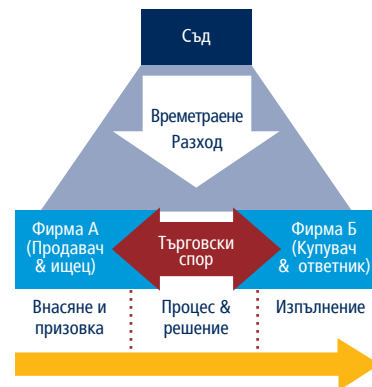 Съд
Времетраене
Разход
Фирма А
(Продавач
& ищец)
Търговски
спор
Фирма Б
(Купувач
& ответник)
Внасяне и
призовка
Процес &
решение
Изпълнение